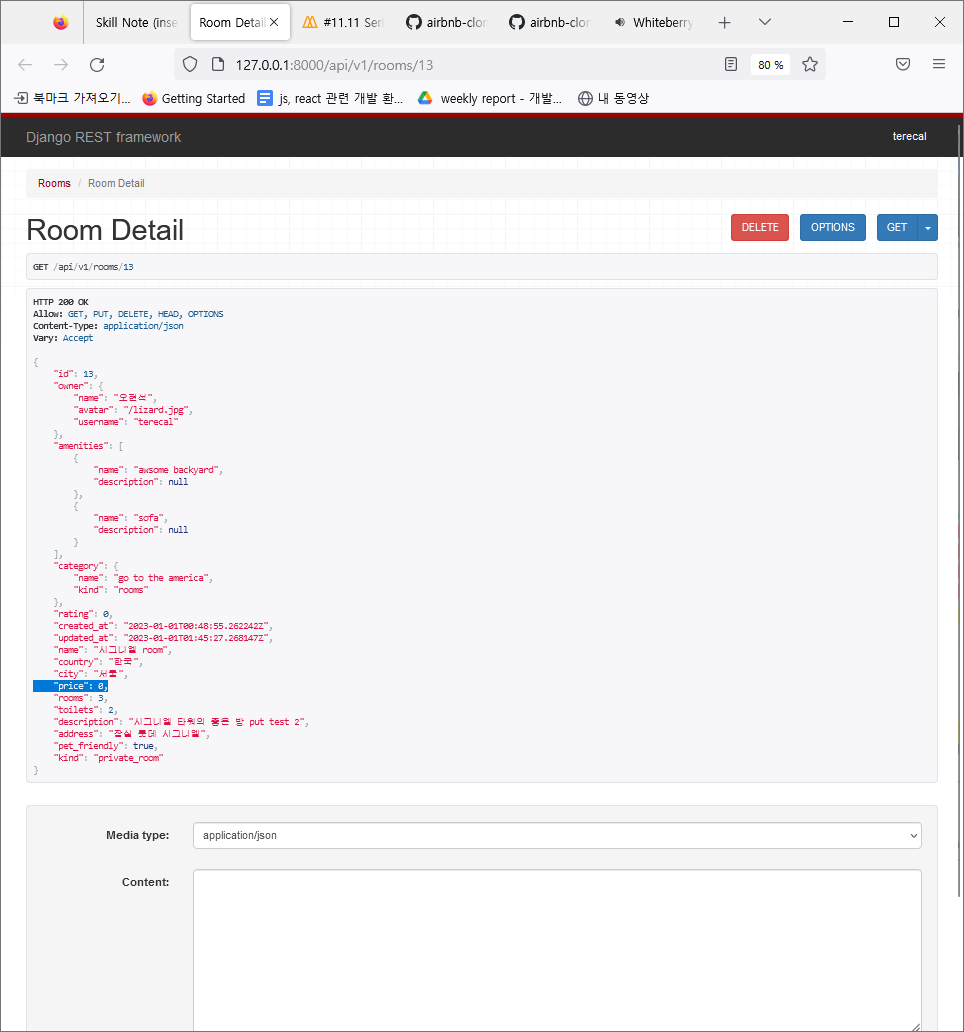 Skill Note (inse
Room Detail
#11.11 Seri
airbnb-clon
airbnb-clor
Whiteberry
127.0.0.1:8000/api/v1/rooms/13
80 %
북마크 가져오기...
Getting Started
js, react 관련 개발 환...
weekly report - 개발...
내 동영상
Django REST framework
terecal
Rooms / Room Detail
Room Detail
DELETE
OPTIONS
GET
GET /api/v1/rooms/13
HTTP 200 OK
Allow: GET, PUT, DELETE, HEAD, OPTIONS
Content-Type: application/json
Vary: Accept
{
"id": 13,
"owner": {
"name": "오현석",
"avatar": "/lizard.jpg",
"username": "terecal"
},
"amenities": [
{
"name": "awsome backyard",
"description": null
},
{
"name": "sofa",
"description": null
}
],
"category": {
"name": "go to the america",
"kind": "rooms"
},
"rating": 0,
"created_at": "2023-01-01T00:48:55.262242Z",
"updated_at": "2023-01-01T01:45:27.268147Z",
"name": "시그니엘 room",
"country": "한국",
"city": "서울",
"price": 0,
"rooms": 3,
"toilets": 2,
"description": "시그니엘 타워의 좋은 방 put test 2",
"address": "잠실 롯데 시그니엘",
"pet_friendly": true,
"kind": "private_room"
}
Media type:
application/json
Content: